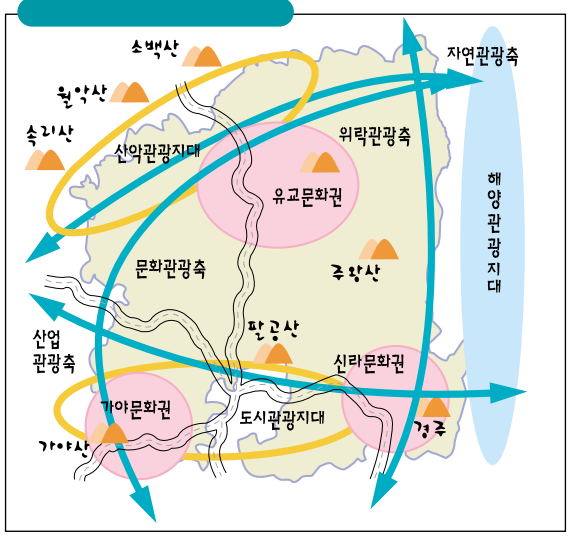 소백산
자연관광축
월악산
속리산
산악관광지대
위락관광축
유교문화권
해양관광지대
문화관광축
주왕산
산업
관광축
팔공산
신라문화권
가야문화권
도시관광지대
경주
가야산